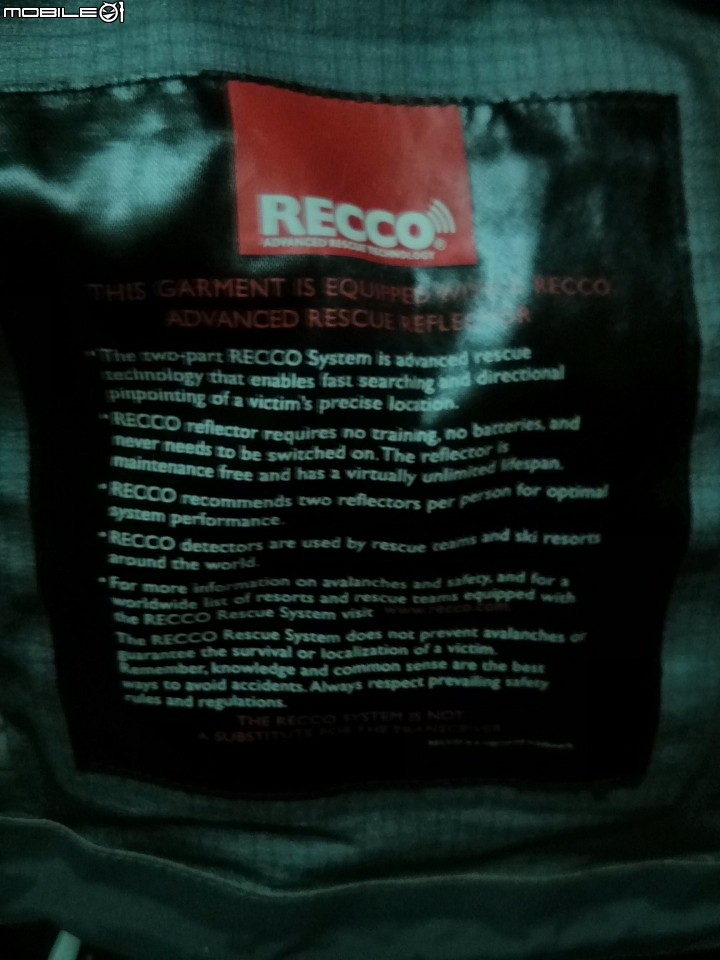 MOBILE01
RECCO®
ADVANCED RESCUE TECHNOLOGY
THIS GARMENT IS EQUIPPED WITH A RECCO
ADVANCED RESCUE REFLECTOR
• The two-part RECCO System is advanced rescue
technology that enables fast searching and directional
pinpointing of a victim's precise location.
• RECCO reflector requires no training, no batteries, and
never needs to be switched on. The reflector is
maintenance free and has a virtually unlimited lifespan.
• RECCO recommends two reflectors per person for optimal
system performance.
• RECCO detectors are used by rescue teams and ski resorts
around the world.
• For more information on avalanches and safety, and for a
worldwide list of resorts and rescue teams equipped with
the RECCO Rescue System visit www.recco.com
The RECCO Rescue System does not prevent avalanches or
guarantee the survival or localization of a victim.
Remember, knowledge and common sense are the best
ways to avoid accidents. Always respect prevailing safety
rules and regulations.
THE RECCO SYSTEM IS NOT
A SUBSTITUTE FOR THE TRANSCEIVER